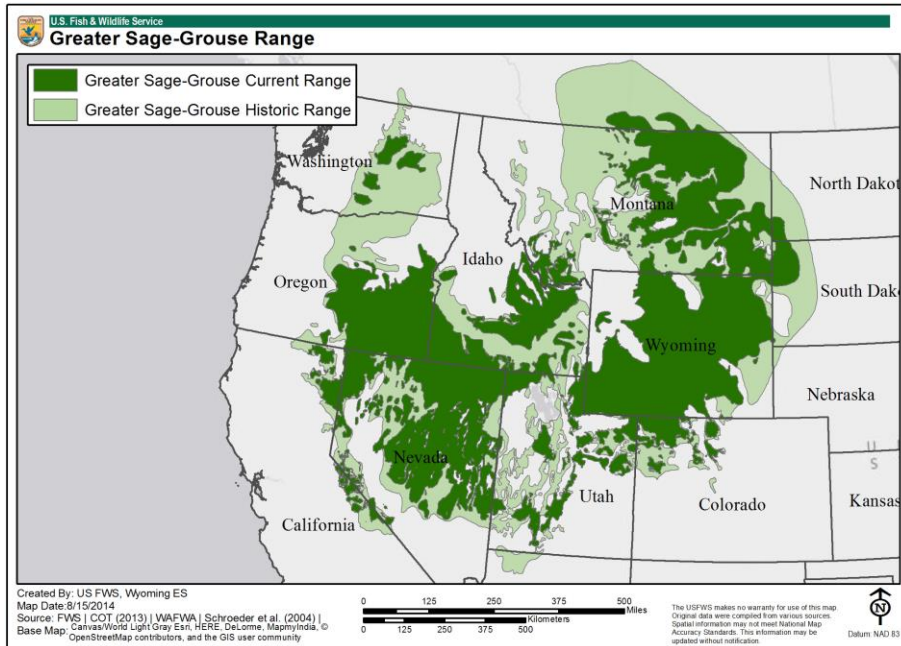 U.S. Fish & Wildlife Service
Greater Sage-Grouse Range
Greater Sage-Grouse Current Range
Greater Sage-Grouse Historic Range
Washington
Montana
North Dakot
Oregon
Idaho
South Dako
Wyoming
Nebraska
U
S
Nevada
Utah
Colorado
Kansas
California
Created By: US FWS, Wyoming ES
Map Date:8/15/2014
Source: FWS | COT (2013) | WAFWA | Schroeder et al. (2004) |
Base Map: Canvas/World Light Gray Esri, HERE, DeLorme, MapmyIndia, ©
OpenStreetMap contributors, and the GIS user community
0 125 250 500
Miles
Kilometers
0 125 250 375 500
The USFWS makes no warranty for use of this map.
Original data were compiled from various sources.
Spatial information may not meet National Map
Accuracy Standards. This information may be
updated without notification.
N
Datum: NAD 83